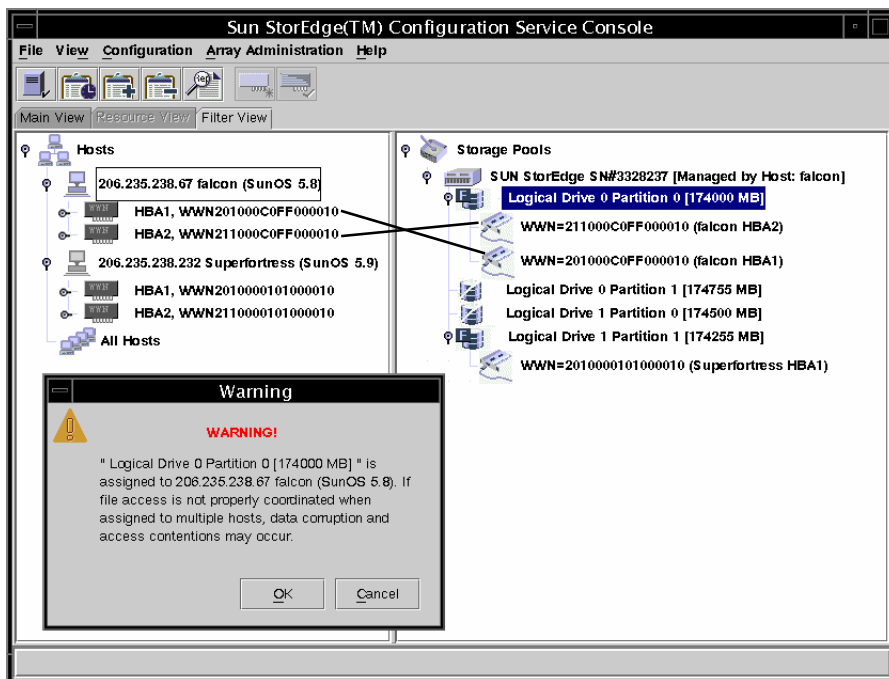 Sun StorEdge(TM) Configuration Service Console
File View Configuration Array Administration Help
Main View Resource View Filter View
Hosts
206.235.238.67 falcon (SunOS 5.8)
WWN HBA1, WWN201000C0FF000010
WWN HBA2, WWN211000C0FF000010
206.235.238.232 Superfortress (SunOS 5.9)
WWN HBA1, WWN2010000101000010
WWN HBA2, WWN2110000101000010
All Hosts
Storage Pools
SUN StorEdge SN#3328237 [Managed by Host: falcon]
Logical Drive 0 Partition 0 [174000 MB]
WWN=211000C0FF000010 (falcon HBA2)
WWN=201000C0FF000010 (falcon HBA1)
Logical Drive 0 Partition 1 [174755 MB]
Logical Drive 1 Partition 0 [174500 MB]
Logical Drive 1 Partition 1 [174255 MB]
WWN=2010000101000010 (Superfortress HBA1)
Warning
WARNING!
" Logical Drive 0 Partition 0 [174000 MB] " is
assigned to 206.235.238.67 falcon (SunOS 5.8). If
file access is not properly coordinated when
assigned to multiple hosts, data corruption and
access contentions may occur.
OK Cancel